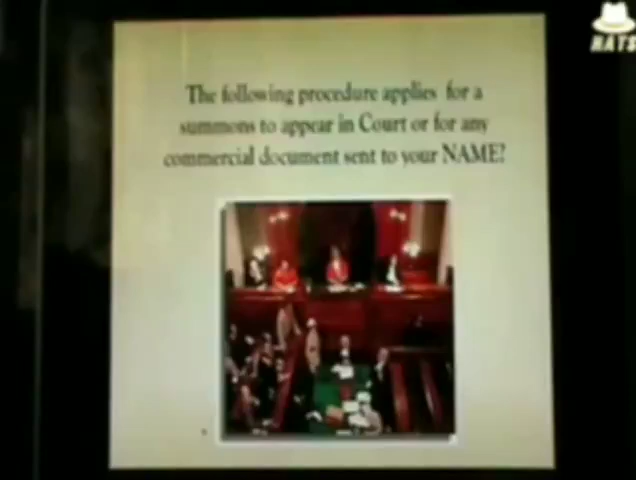 HATS
The following procedure applies for a
summons to appear in Court or for any
commercial document sent to your NAME!